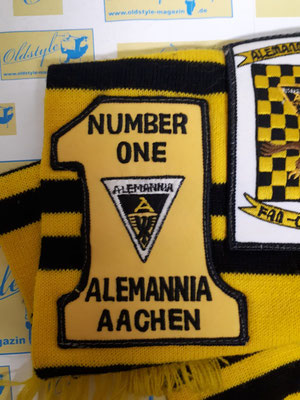 Oldstyle
www.oldstyle-magazin.de
NUMBER
ONE
ALEMANNIA
ALEMANNIA
AACHEN